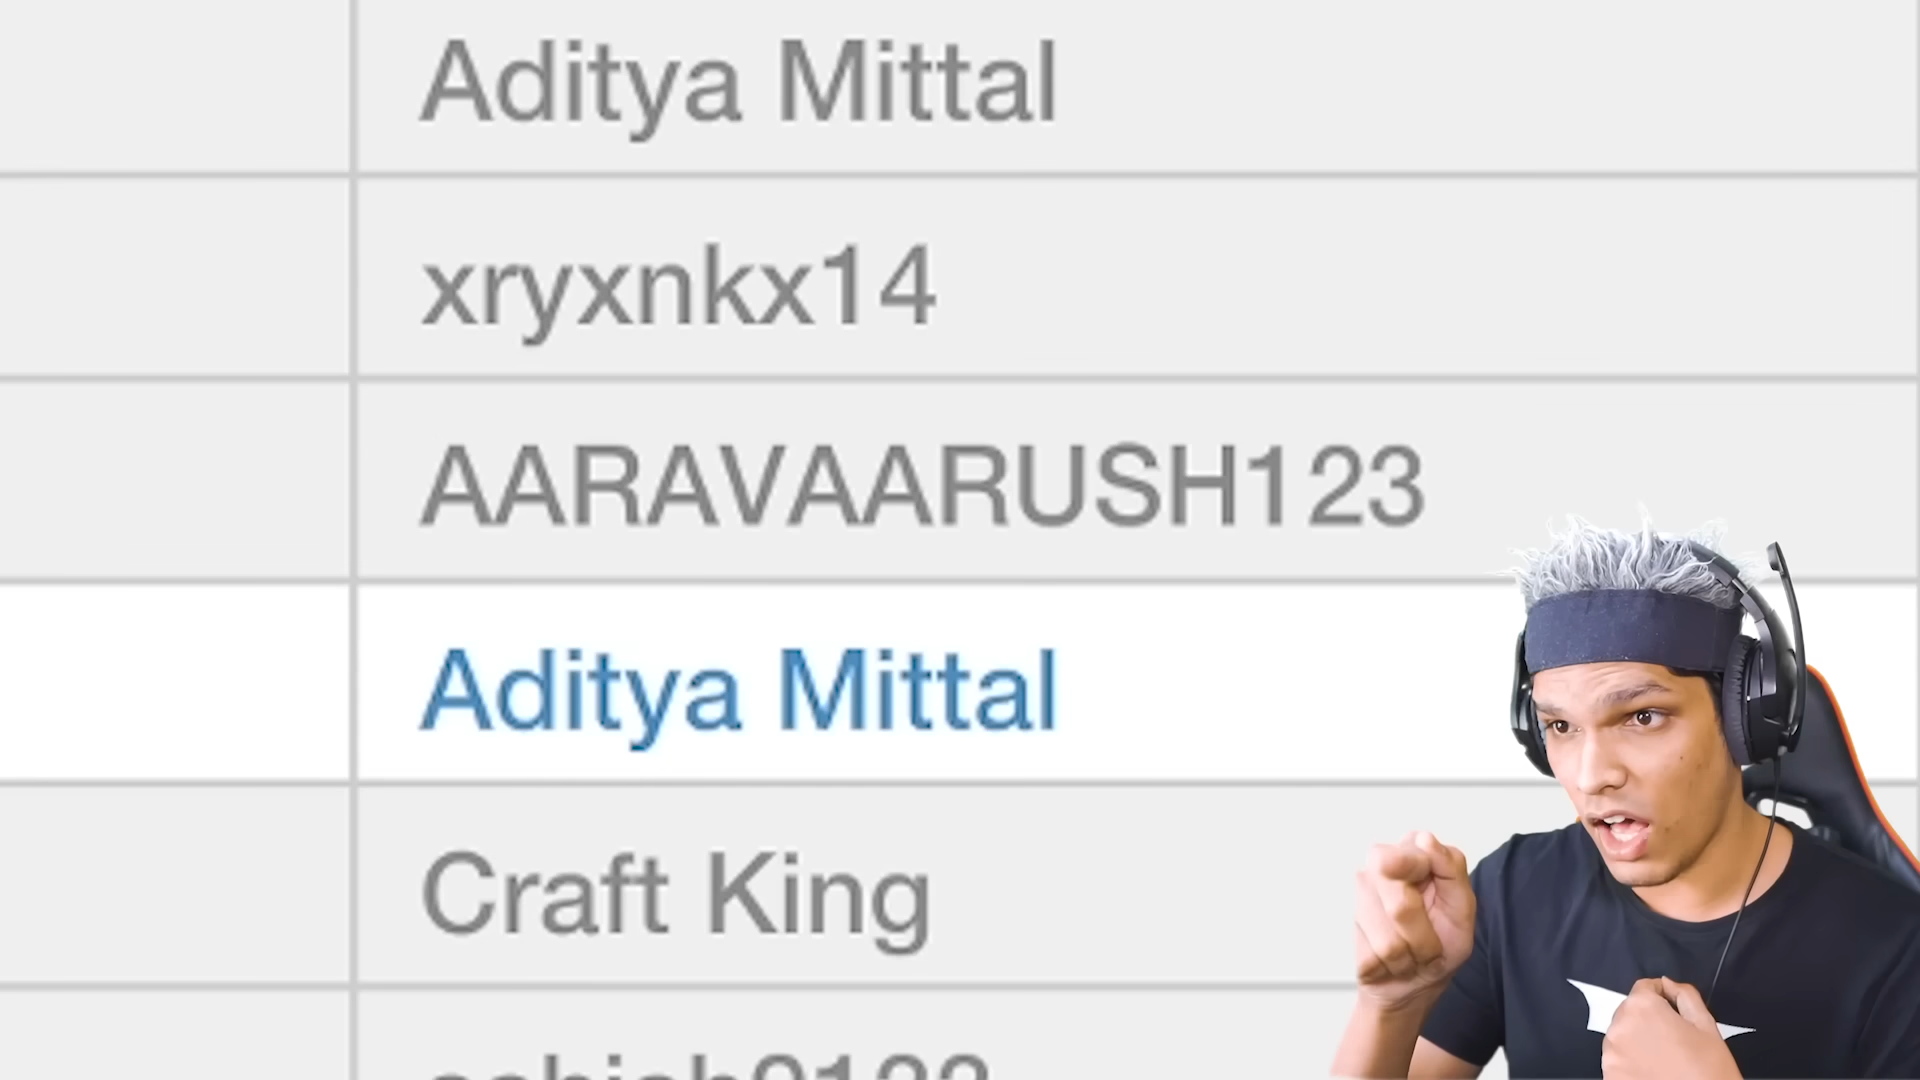 Aditya Mittal
xryxnkx14
AARAVAARUSH123
Aditya Mittal
Craft King